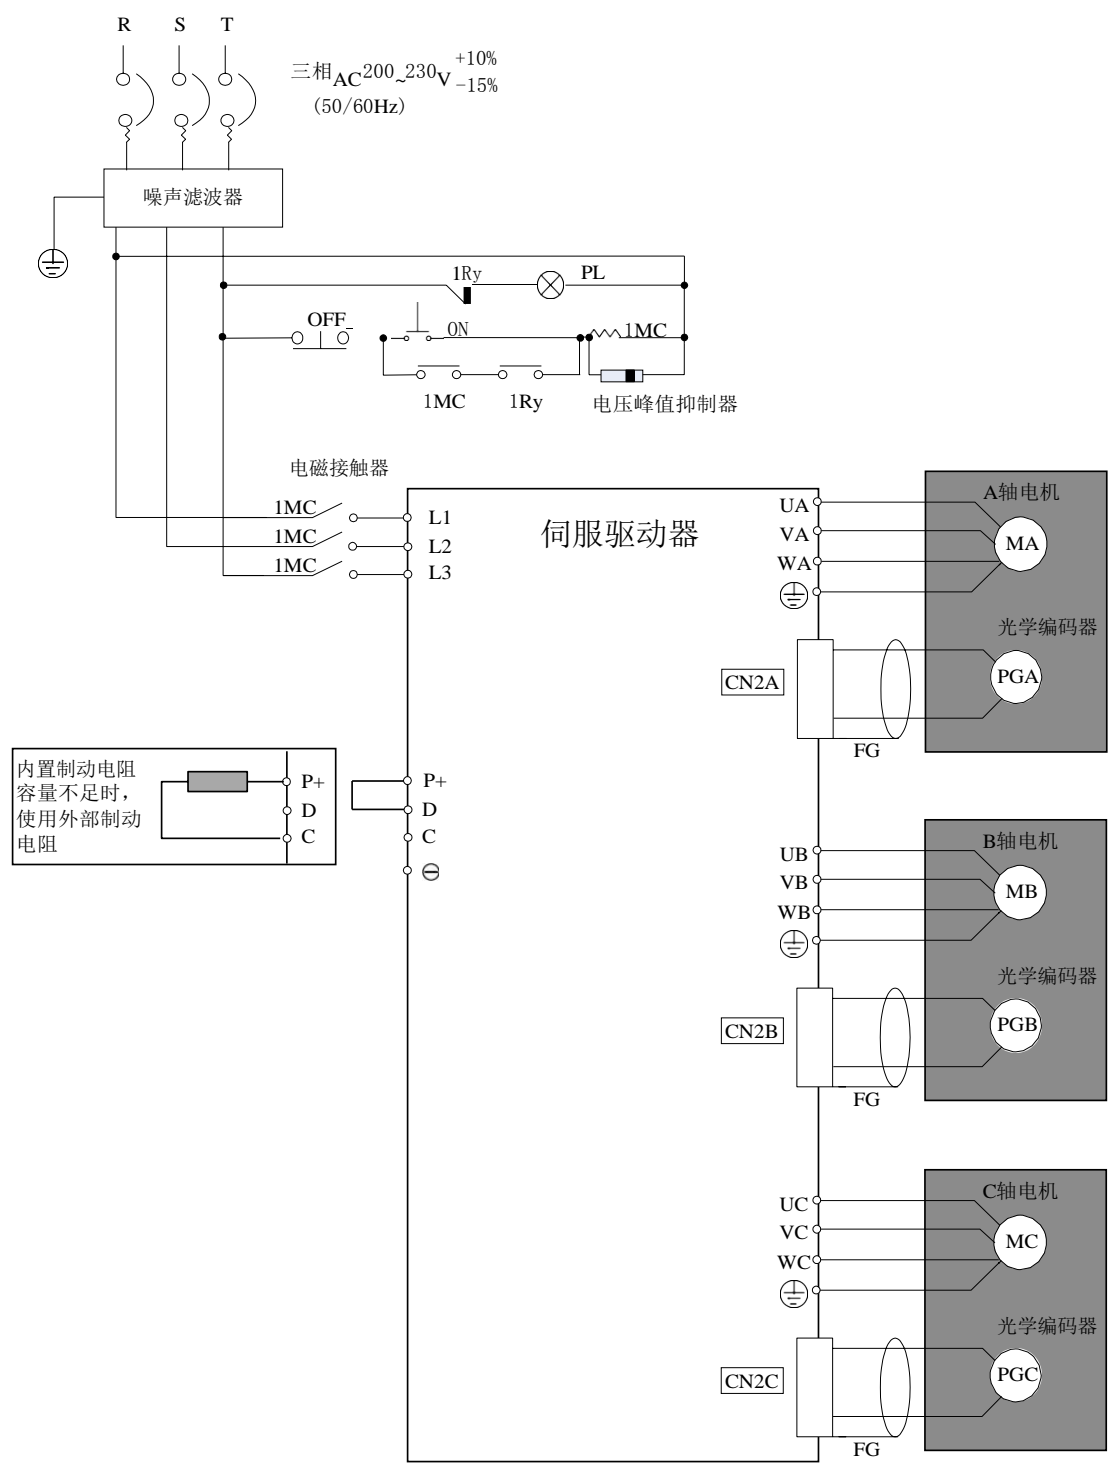 R S T
三相AC200~230V +10% -15%
(50/60Hz)
噪声滤波器
1Ry PL
OFF ON 1MC
1MC 1Ry 电压峰值抑制器
电磁接触器
1MC L1
1MC L2
1MC L3
伺服驱动器
UA
VA
WA
A轴电机
MA
光学编码器
PGA
CN2A
FG
内置制动电阻
容量不足时，
使用外部制动
电阻
P+
D
C
P+
D
C
UB
VB
WB
B轴电机
MB
光学编码器
PGB
CN2B
FG
UC
VC
WC
C轴电机
MC
光学编码器
PGC
CN2C
FG